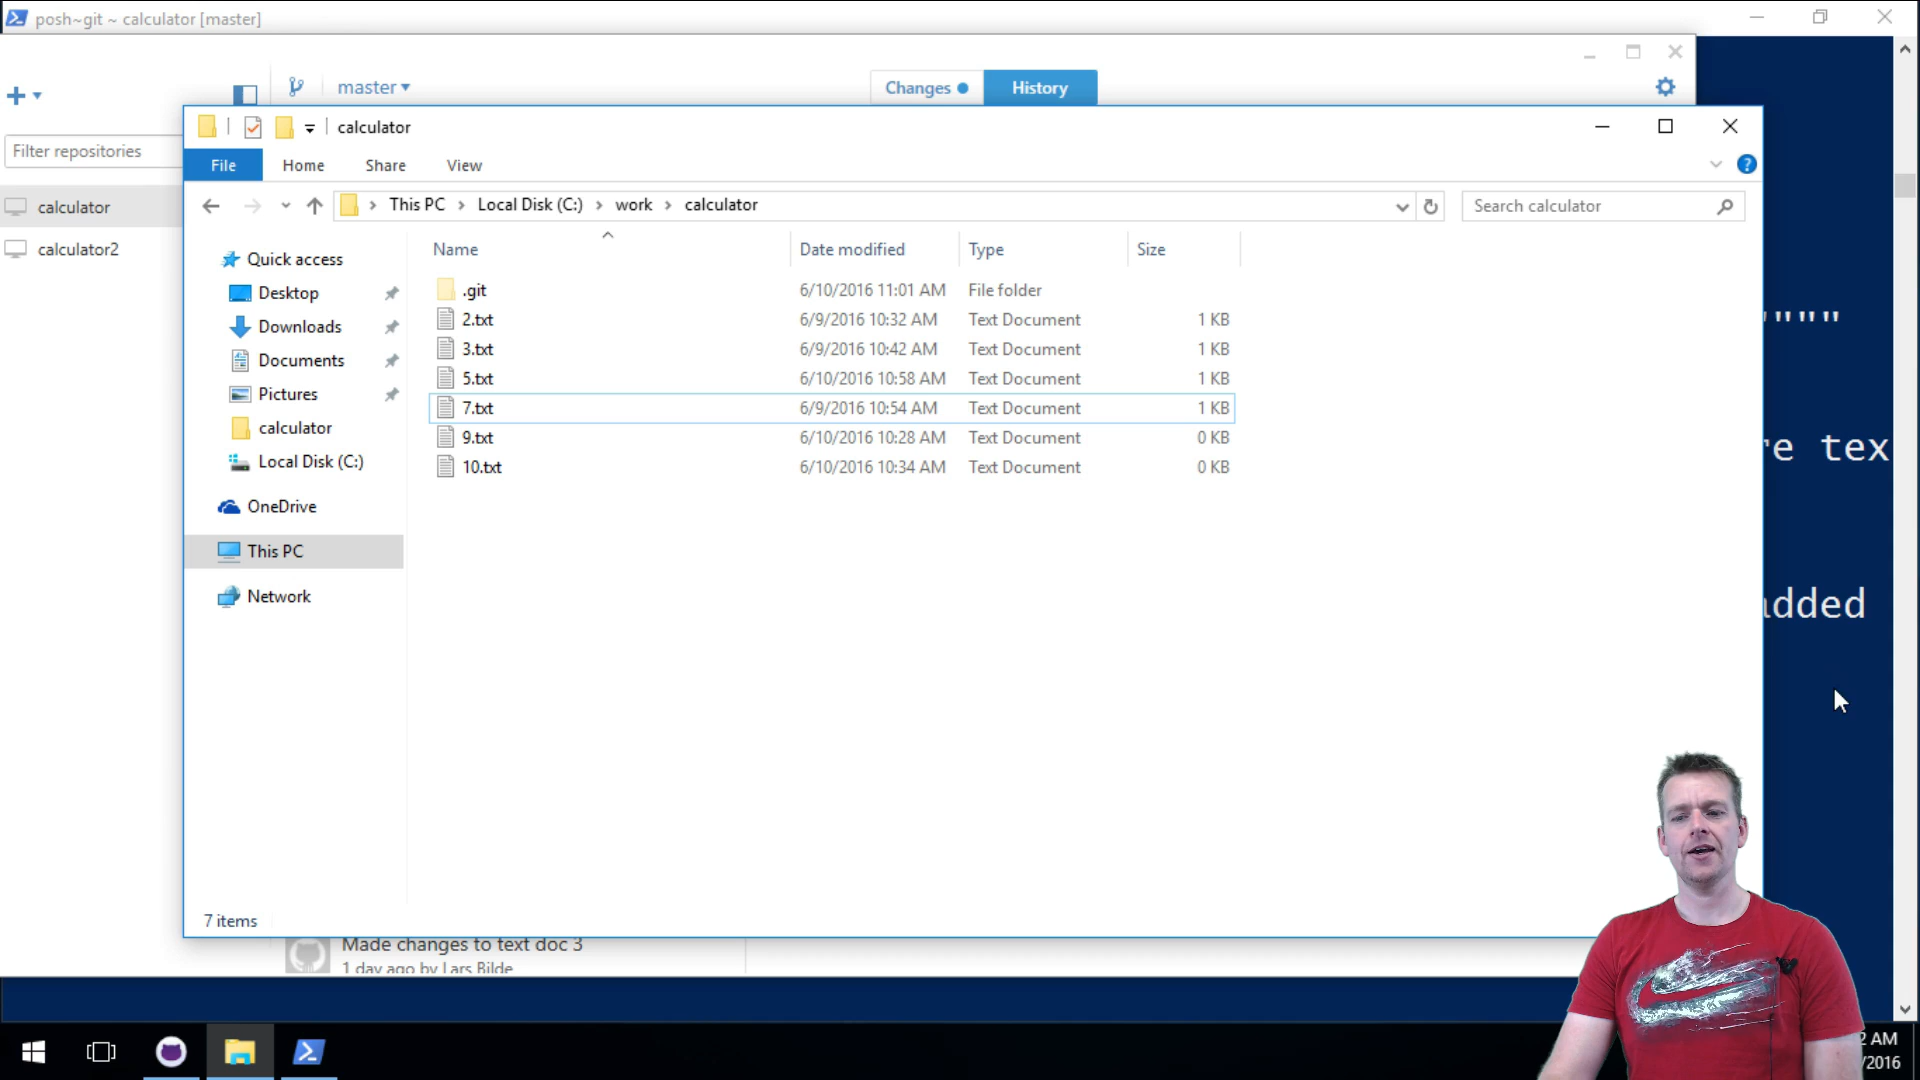 posh~git ~ calculator [master]
master
Changes
History
Filter repositories
calculator
calculator2
calculator
File
Home
Share
View
This PC
Local Disk (C:)
work
calculator
Search calculator
Name
Date modified
Type
Size
Quick access
Desktop
Downloads
Documents
Pictures
calculator
Local Disk (C:)
OneDrive
This PC
Network
.git 6/10/2016 11:01 AM File folder
2.txt 6/9/2016 10:32 AM Text Document 1 KB
3.txt 6/9/2016 10:42 AM Text Document 1 KB
5.txt 6/10/2016 10:58 AM Text Document 1 KB
7.txt 6/9/2016 10:54 AM Text Document 1 KB
9.txt 6/10/2016 10:28 AM Text Document 0 KB
10.txt 6/10/2016 10:34 AM Text Document 0 KB
7 items
""""
re tex
dded
Made changes to text doc 3
1 day ago by Lars Bilde
2 AM
/2016